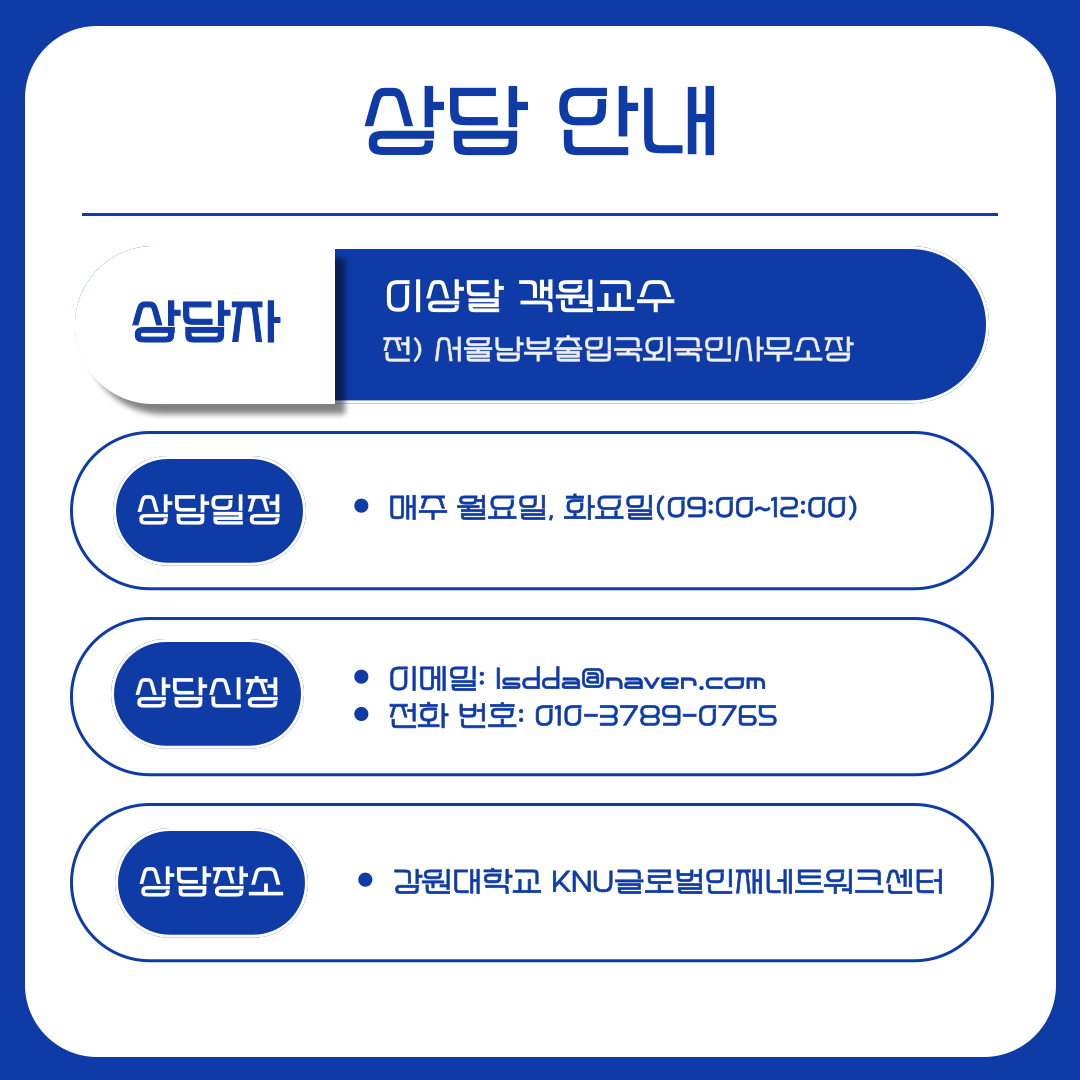 상담 안내
상담자
이상달 객원교수
전) 서울남부출입국외국인사무소장
상담일정
• 매주 월요일, 화요일(09:00~12:00)
상담신청
• 이메일: lsdda@naver.com
• 전화 번호: 010-3789-0765
상담장소
• 강원대학교 KNU글로벌인재네트워크센터